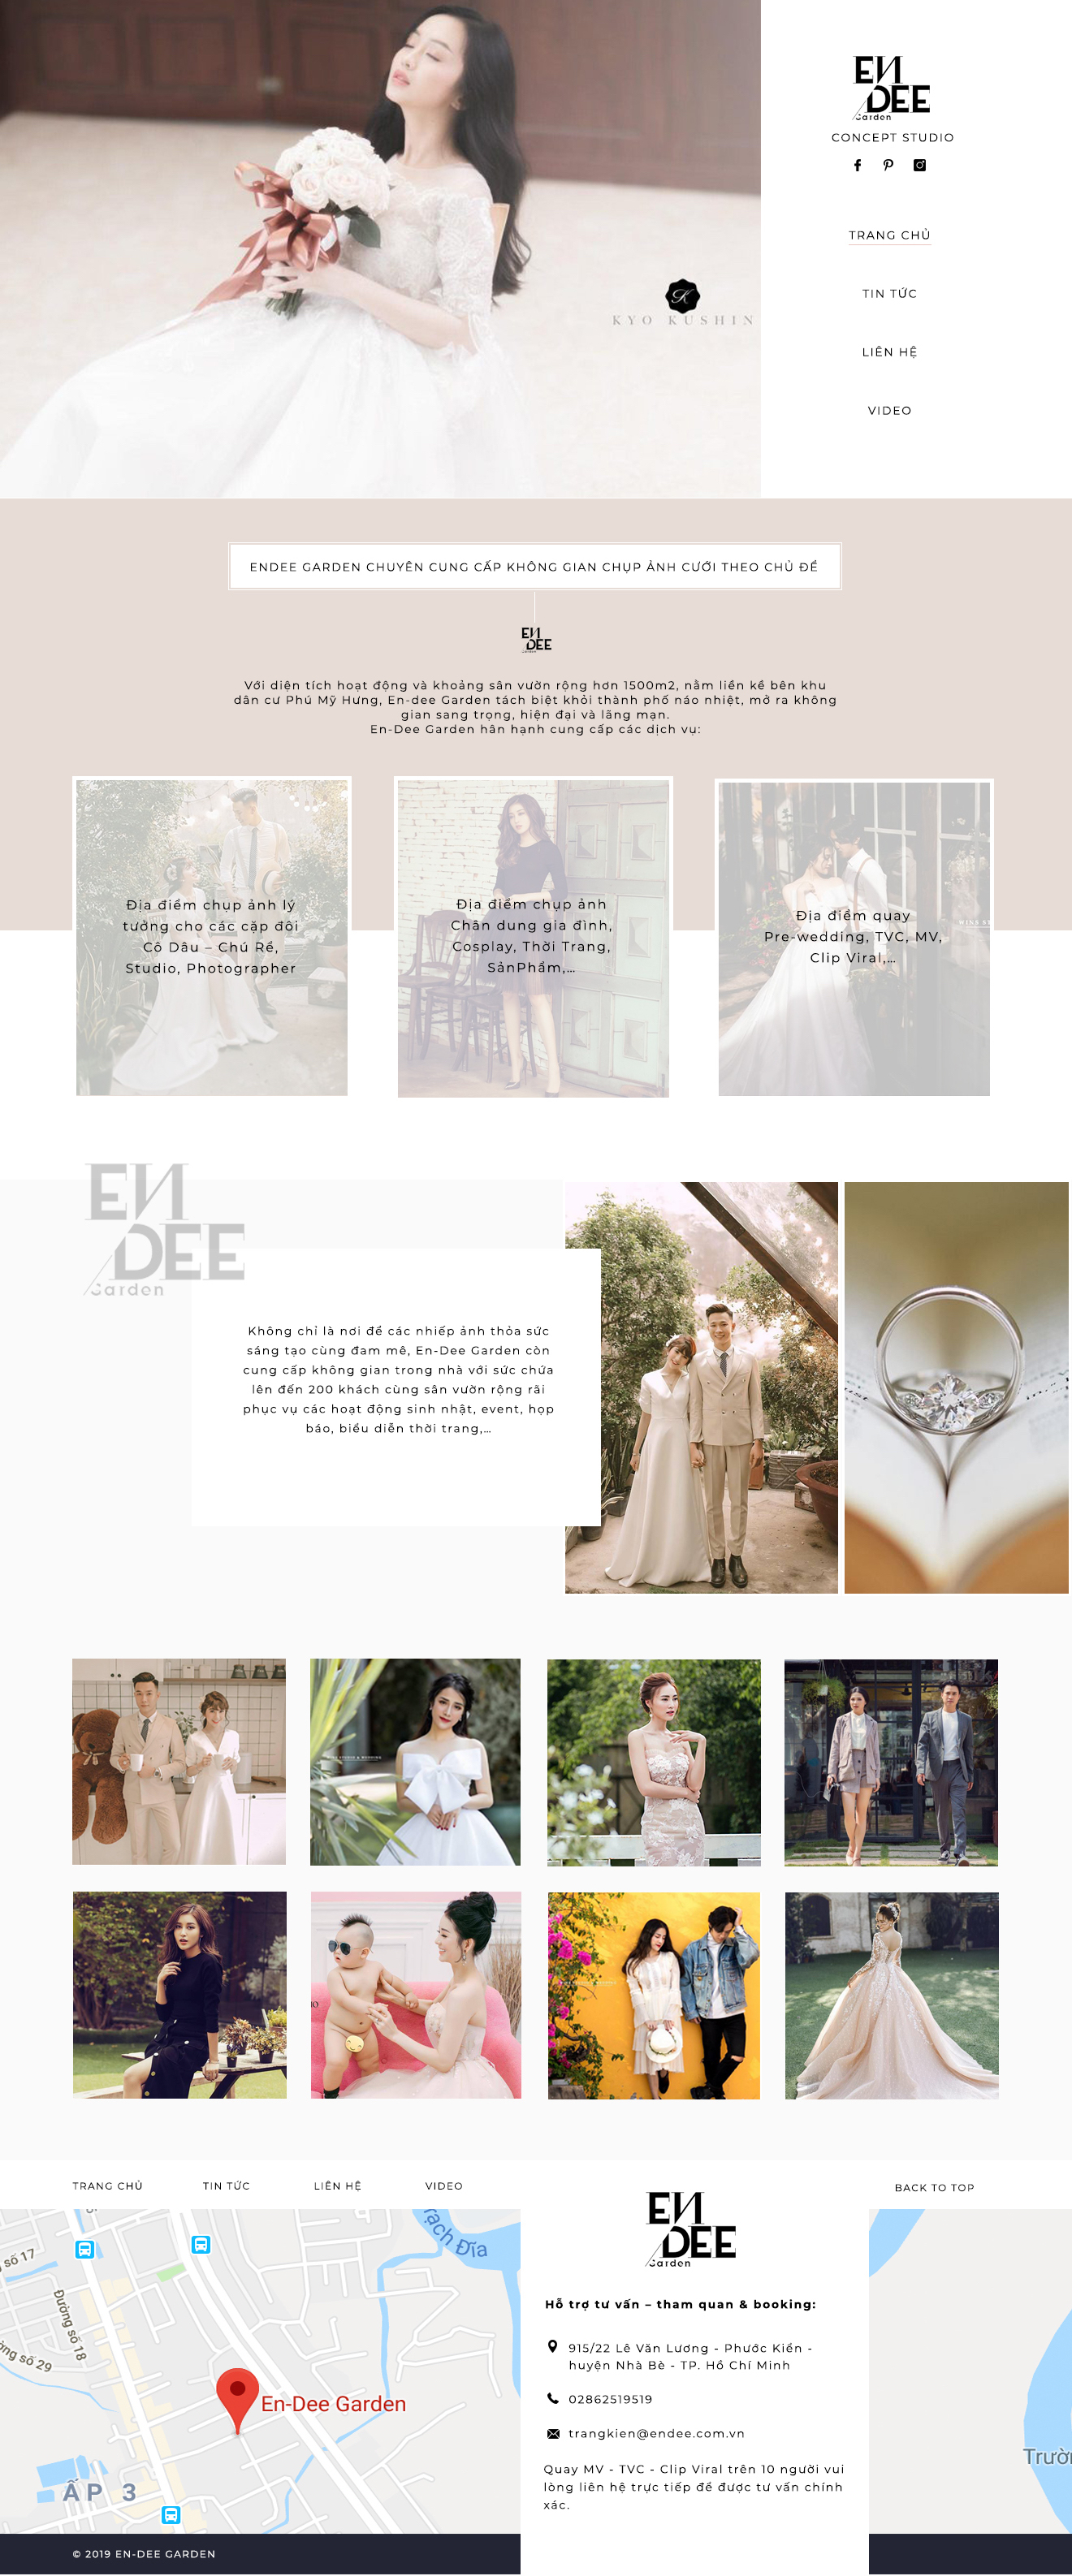 EN
DEE
Garden
CONCEPT STUDIO
TRANG CHỦ
TIN TỨC
LIÊN HỆ
VIDEO
K
KYO KUSHIN
ENDEE GARDEN CHUYÊN CUNG CẤP KHÔNG GIAN CHỤP ẢNH CƯỚI THEO CHỦ ĐỀ
EN
DEE
Với diện tích hoạt động và khoảng sân vườn rộng hơn 1500m2, nằm liền kề bên khu
dân cư Phú Mỹ Hưng, En-dee Garden tách biệt khỏi thành phố náo nhiệt, mở ra không
gian sang trọng, hiện đại và lãng mạn.
En-Dee Garden hân hạnh cung cấp các dịch vụ:
Địa điểm chụp ảnh lý
tưởng cho các cặp đôi
Cô Dâu – Chú Rể,
Studio, Photographer
Địa điểm chụp ảnh
Chân dung gia đình,
Cosplay, Thời Trang,
SảnPhẩm,...
Địa điểm quay
Pre-wedding, TVC, MV,
Clip Viral,...
EN
DEE
Garden
Không chỉ là nơi để các nhiếp ảnh thỏa sức
sáng tạo cùng đam mê, En-Dee Garden còn
cung cấp không gian trong nhà với sức chứa
lên đến 200 khách cùng sân vườn rộng rãi
phục vụ các hoạt động sinh nhật, event, họp
báo, biểu diễn thời trang,...
TRANG CHỦ
TIN TỨC
LIÊN HỆ
VIDEO
BACK TO TOP
EN
DEE
Garden
Hỗ trợ tư vấn – tham quan & booking:
915/22 Lê Văn Lương - Phước Kiển -
huyện Nhà Bè - TP. Hồ Chí Minh
02862519519
trangkien@endee.com.vn
Quay MV - TVC - Clip Viral trên 10 người vui
lòng liên hệ trực tiếp để được tư vấn chính
xác.
số 17
Đường số 18
ờng số 29
rạch Đĩa
En-Dee Garden
ẤP 3
Trườ
© 2019 EN-DEE GARDEN